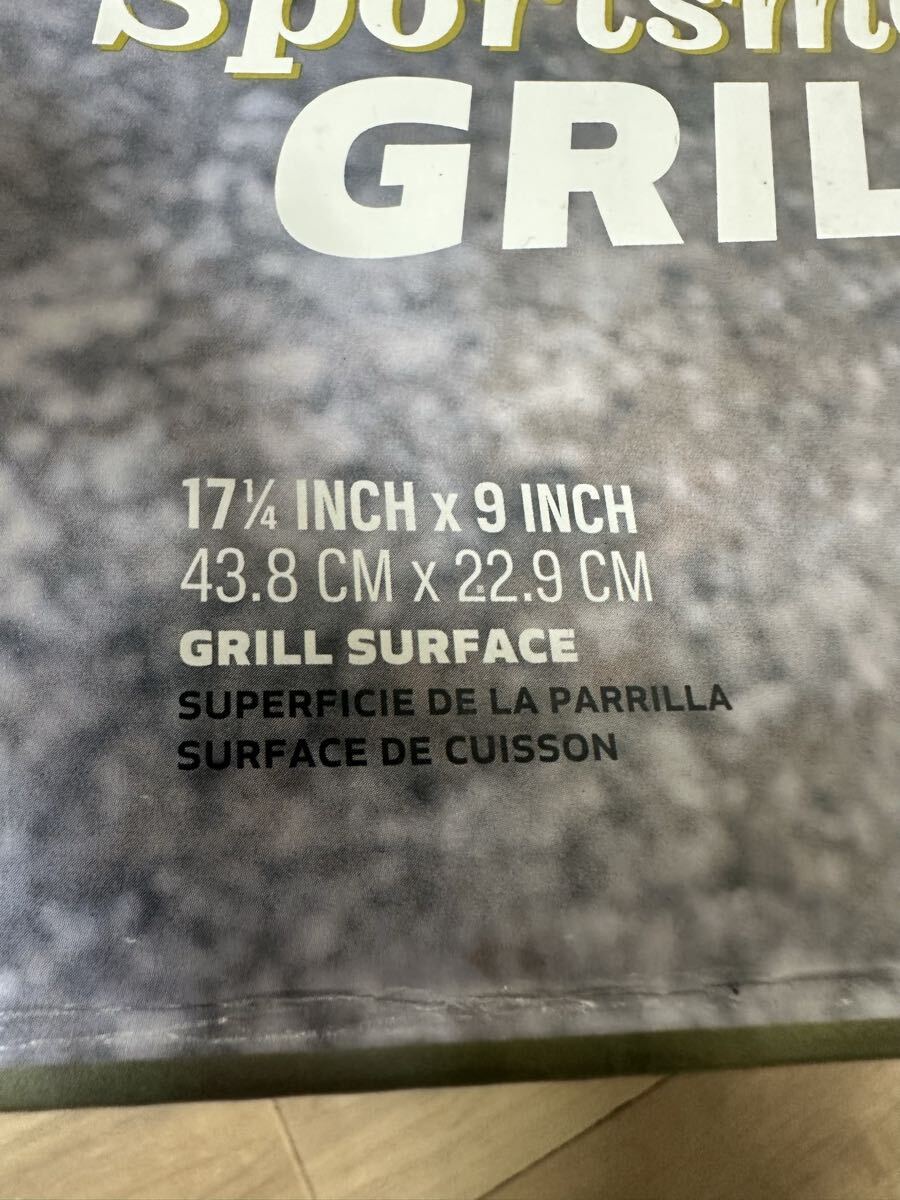 Sportsm
GRIL
17¼ INCH x 9 INCH
43.8 CM x 22.9 CM
GRILL SURFACE
SUPERFICIE DE LA PARRILLA
SURFACE DE CUISSON